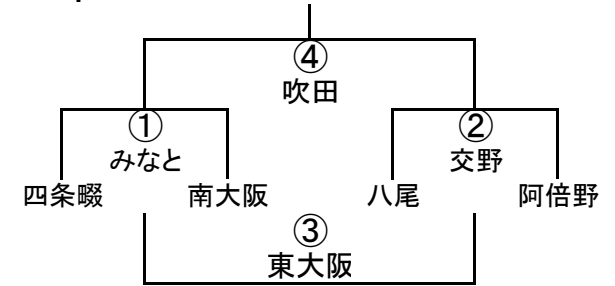 ④
吹田
① ②
みなと 交野
四条畷 南大阪 八尾 阿倍野
③
東大阪